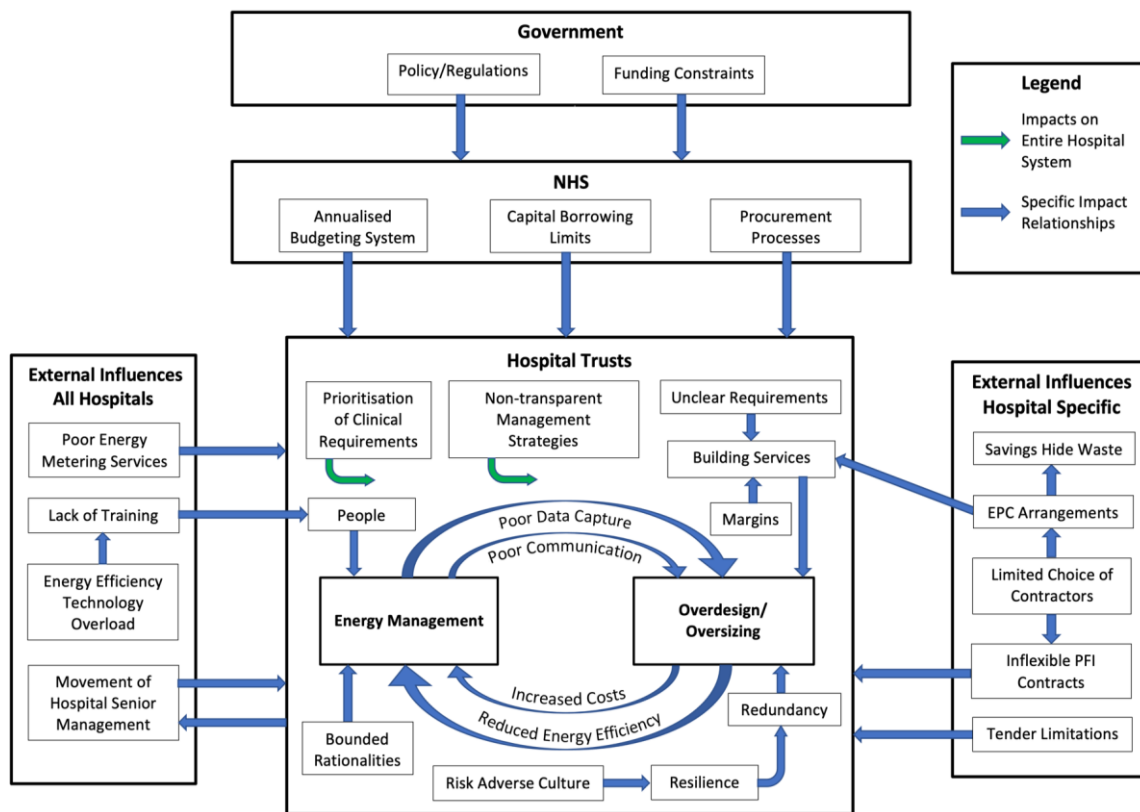 Government
Policy/Regulations
Funding Constraints
Legend
Impacts on
Entire Hospital
System
Specific Impact
Relationships
NHS
Annualised
Budgeting System
Capital Borrowing
Limits
Procurement
Processes
External Influences
All Hospitals
Poor Energy
Metering Services
Lack of Training
Energy Efficiency
Technology
Overload
Movement of
Hospital Senior
Management
Hospital Trusts
Prioritisation
of Clinical
Requirements
Non-transparent
Management
Strategies
Unclear Requirements
Building Services
Margins
People
Poor Data Capture
Poor Communication
Energy Management
Overdesign/
Oversizing
Increased Costs
Reduced Energy Efficiency
Bounded
Rationalities
Redundancy
Risk Adverse Culture
Resilience
External Influences
Hospital Specific
Savings Hide Waste
EPC Arrangements
Limited Choice of
Contractors
Inflexible PFI
Contracts
Tender Limitations